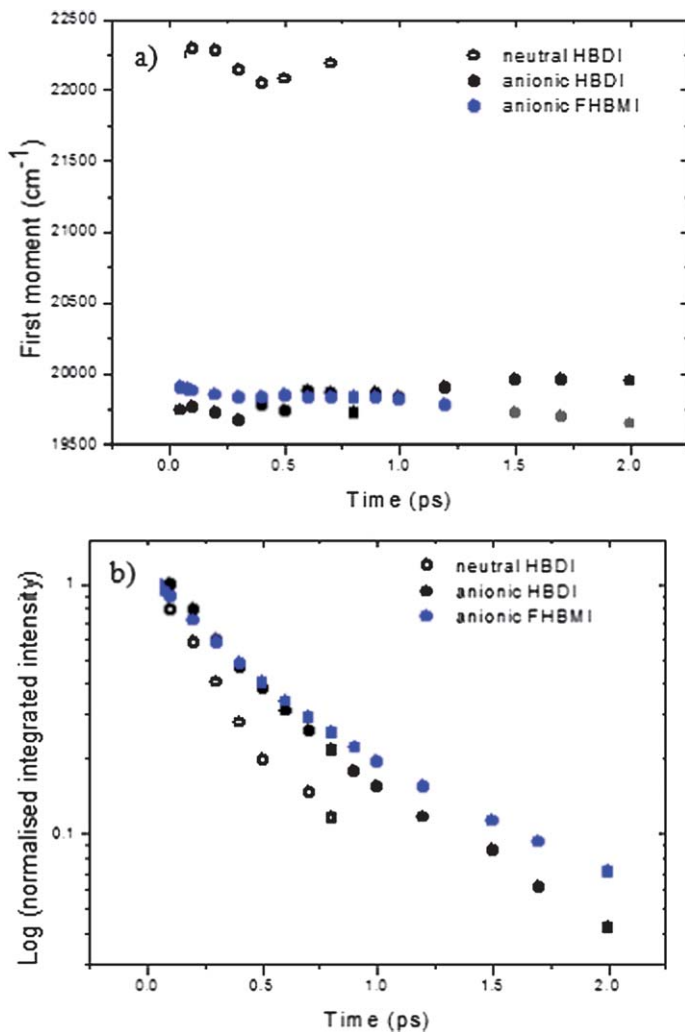 a)
neutral HBDI
anionic HBDI
anionic FHBMI
22500
22000
21500
21000
20500
20000
19500
First moment (cm⁻¹)
0.0 0.5 1.0 1.5 2.0
Time (ps)
b)
neutral HBDI
anionic HBDI
anionic FHBMI
1
0.1
Log (normalised integrated intensity)
0.0 0.5 1.0 1.5 2.0
Time (ps)